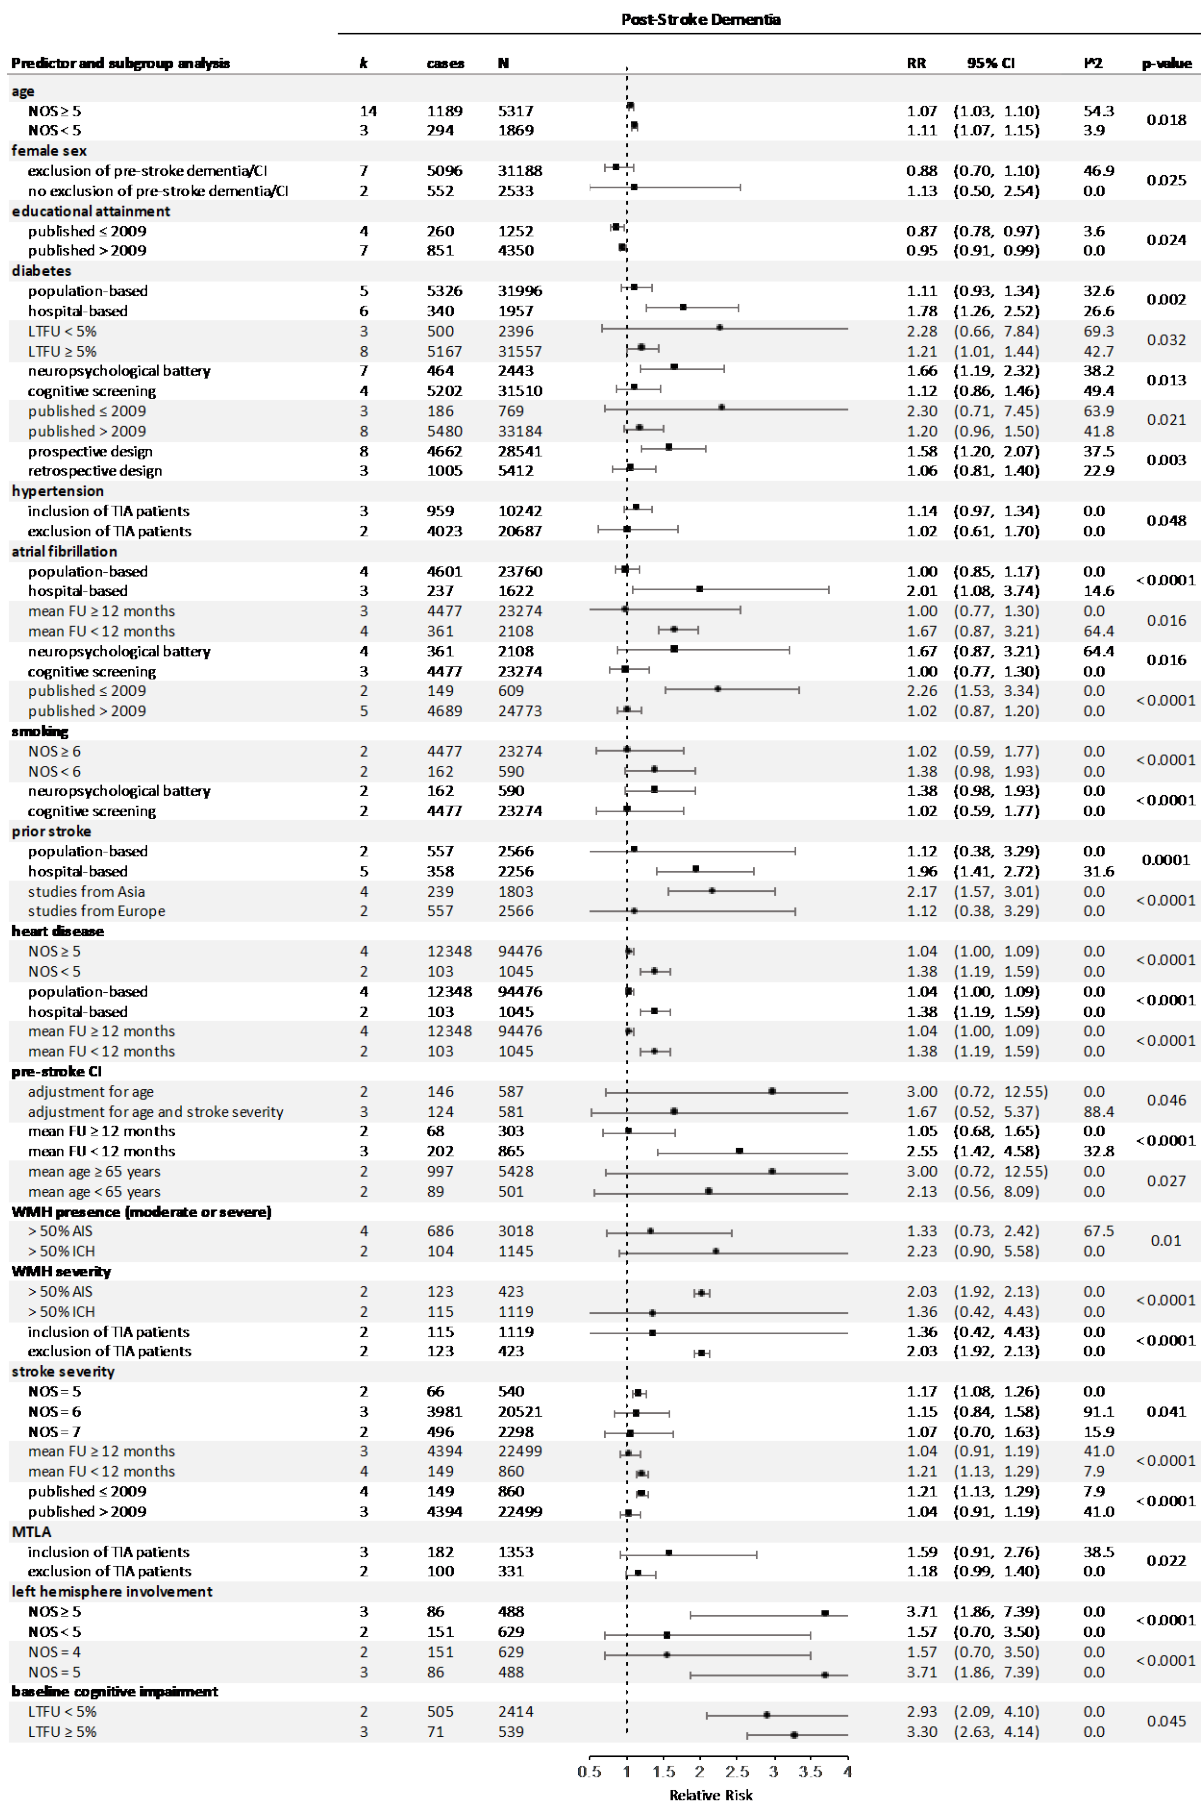 Post-Stroke Dementia
Predictor and subgroup analysis k cases N RR 95% CI I^2 p-value
age
NOS ≥ 5 14 1189 5317 1.07 (1.03, 1.10) 54.3 0.018
NOS < 5 3 294 1869 1.11 (1.07, 1.15) 3.9
female sex
exclusion of pre-stroke dementia/CI 7 5096 31188 0.88 (0.70, 1.10) 46.9 0.025
no exclusion of pre-stroke dementia/CI 2 552 2533 1.13 (0.50, 2.54) 0.0
educational attainment
published ≤ 2009 4 260 1252 0.87 (0.78, 0.97) 3.6 0.024
published > 2009 7 851 4350 0.95 (0.91, 0.99) 0.0
diabetes
population-based 5 5326 31996 1.11 (0.93, 1.34) 32.6 0.002
hospital-based 6 340 1957 1.78 (1.26, 2.52) 26.6
LTFU < 5% 3 500 2396 2.28 (0.66, 7.84) 69.3 0.032
LTFU ≥ 5% 8 5167 31557 1.21 (1.01, 1.44) 42.7
neuropsychological battery 7 464 2443 1.66 (1.19, 2.32) 38.2 0.013
cognitive screening 4 5202 31510 1.12 (0.86, 1.46) 49.4
published ≤ 2009 3 186 769 2.30 (0.71, 7.45) 63.9 0.021
published > 2009 8 5480 33184 1.20 (0.96, 1.50) 41.8
prospective design 8 4662 28541 1.58 (1.20, 2.07) 37.5 0.003
retrospective design 3 1005 5412 1.06 (0.81, 1.40) 22.9
hypertension
inclusion of TIA patients 3 959 10242 1.14 (0.97, 1.34) 0.0 0.048
exclusion of TIA patients 2 4023 20687 1.02 (0.61, 1.70) 0.0
atrial fibrillation
population-based 4 4601 23760 1.00 (0.85, 1.17) 0.0 <0.0001
hospital-based 3 237 1622 2.01 (1.08, 3.74) 14.6
mean FU ≥ 12 months 3 4477 23274 1.00 (0.77, 1.30) 0.0 0.016
mean FU < 12 months 4 361 2108 1.67 (0.87, 3.21) 64.4
neuropsychological battery 4 361 2108 1.67 (0.87, 3.21) 64.4 0.016
cognitive screening 3 4477 23274 1.00 (0.77, 1.30) 0.0
published ≤ 2009 2 149 609 2.26 (1.53, 3.34) 0.0 <0.0001
published > 2009 5 4689 24773 1.02 (0.87, 1.20) 0.0
smoking
NOS ≥ 6 2 4477 23274 1.02 (0.59, 1.77) 0.0 <0.0001
NOS < 6 2 162 590 1.38 (0.98, 1.93) 0.0
neuropsychological battery 2 162 590 1.38 (0.98, 1.93) 0.0 <0.0001
cognitive screening 2 4477 23274 1.02 (0.59, 1.77) 0.0
prior stroke
population-based 2 557 2566 1.12 (0.38, 3.29) 0.0 0.0001
hospital-based 5 358 2256 1.96 (1.41, 2.72) 31.6
studies from Asia 4 239 1803 2.17 (1.57, 3.01) 0.0 <0.0001
studies from Europe 2 557 2566 1.12 (0.38, 3.29) 0.0
heart disease
NOS ≥ 5 4 12348 94476 1.04 (1.00, 1.09) 0.0 <0.0001
NOS < 5 2 103 1045 1.38 (1.19, 1.59) 0.0
population-based 4 12348 94476 1.04 (1.00, 1.09) 0.0 <0.0001
hospital-based 2 103 1045 1.38 (1.19, 1.59) 0.0
mean FU ≥ 12 months 4 12348 94476 1.04 (1.00, 1.09) 0.0 <0.0001
mean FU < 12 months 2 103 1045 1.38 (1.19, 1.59) 0.0
pre-stroke CI
adjustment for age 2 146 587 3.00 (0.72, 12.55) 0.0 0.046
adjustment for age and stroke severity 3 124 581 1.67 (0.52, 5.37) 88.4
mean FU ≥ 12 months 2 68 303 1.05 (0.68, 1.65) 0.0 <0.0001
mean FU < 12 months 3 202 865 2.55 (1.42, 4.58) 32.8
mean age ≥ 65 years 2 997 5428 3.00 (0.72, 12.55) 0.0 0.027
mean age < 65 years 2 89 501 2.13 (0.56, 8.09) 0.0
WMH presence (moderate or severe)
> 50% AIS 4 686 3018 1.33 (0.73, 2.42) 67.5 0.01
> 50% ICH 2 104 1145 2.23 (0.90, 5.58) 0.0
WMH severity
> 50% AIS 2 123 423 2.03 (1.92, 2.13) 0.0 <0.0001
> 50% ICH 2 115 1119 1.36 (0.42, 4.43) 0.0
inclusion of TIA patients 2 115 1119 1.36 (0.42, 4.43) 0.0 <0.0001
exclusion of TIA patients 2 123 423 2.03 (1.92, 2.13) 0.0
stroke severity
NOS = 5 2 66 540 1.17 (1.08, 1.26) 0.0
NOS = 6 3 3981 20521 1.15 (0.84, 1.58) 91.1 0.041
NOS = 7 2 496 2298 1.07 (0.70, 1.63) 15.9
mean FU ≥ 12 months 3 4394 22499 1.04 (0.91, 1.19) 41.0 <0.0001
mean FU < 12 months 4 149 860 1.21 (1.13, 1.29) 7.9
published ≤ 2009 4 149 860 1.21 (1.13, 1.29) 7.9 <0.0001
published > 2009 3 4394 22499 1.04 (0.91, 1.19) 41.0
MTLA
inclusion of TIA patients 3 182 1353 1.59 (0.91, 2.76) 38.5 0.022
exclusion of TIA patients 2 100 331 1.18 (0.99, 1.40) 0.0
left hemisphere involvement
NOS ≥ 5 3 86 488 3.71 (1.86, 7.39) 0.0 <0.0001
NOS < 5 2 151 629 1.57 (0.70, 3.50) 0.0
NOS = 4 2 151 629 1.57 (0.70, 3.50) 0.0 <0.0001
NOS = 5 3 86 488 3.71 (1.86, 7.39) 0.0
baseline cognitive impairment
LTFU < 5% 2 505 2414 2.93 (2.09, 4.10) 0.0 0.045
LTFU ≥ 5% 3 71 539 3.30 (2.63, 4.14) 0.0
0.5 1 1.5 2 2.5 3 3.5 4
Relative Risk